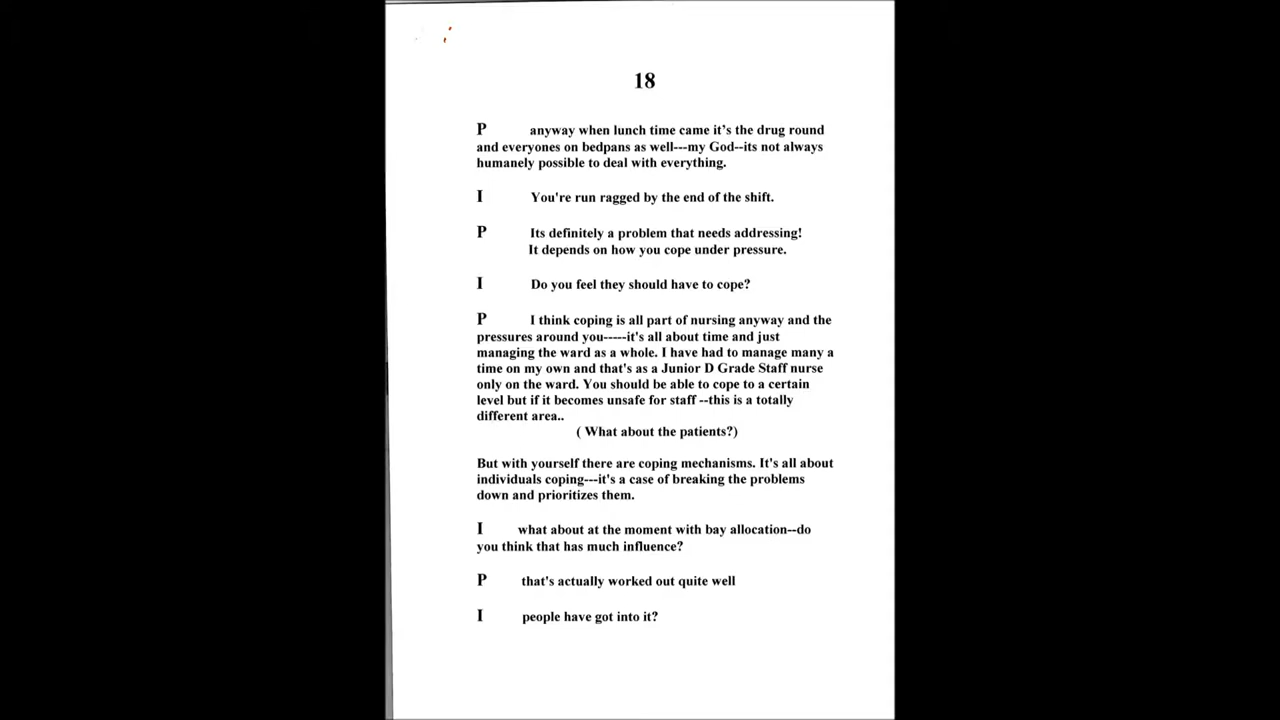 18
P anyway when lunch time came it's the drug round
and everyones on bedpans as well---my God--its not always
humanely possible to deal with everything.
I You're run ragged by the end of the shift.
P Its definitely a problem that needs addressing!
It depends on how you cope under pressure.
I Do you feel they should have to cope?
P I think coping is all part of nursing anyway and the
pressures around you-----it's all about time and just
managing the ward as a whole. I have had to manage many a
time on my own and that's as a Junior D Grade Staff nurse
only on the ward. You should be able to cope to a certain
level but if it becomes unsafe for staff --this is a totally
different area..
( What about the patients?)
But with yourself there are coping mechanisms. It's all about
individuals coping---it's a case of breaking the problems
down and prioritizes them.
I what about at the moment with bay allocation--do
you think that has much influence?
P that's actually worked out quite well
I people have got into it?